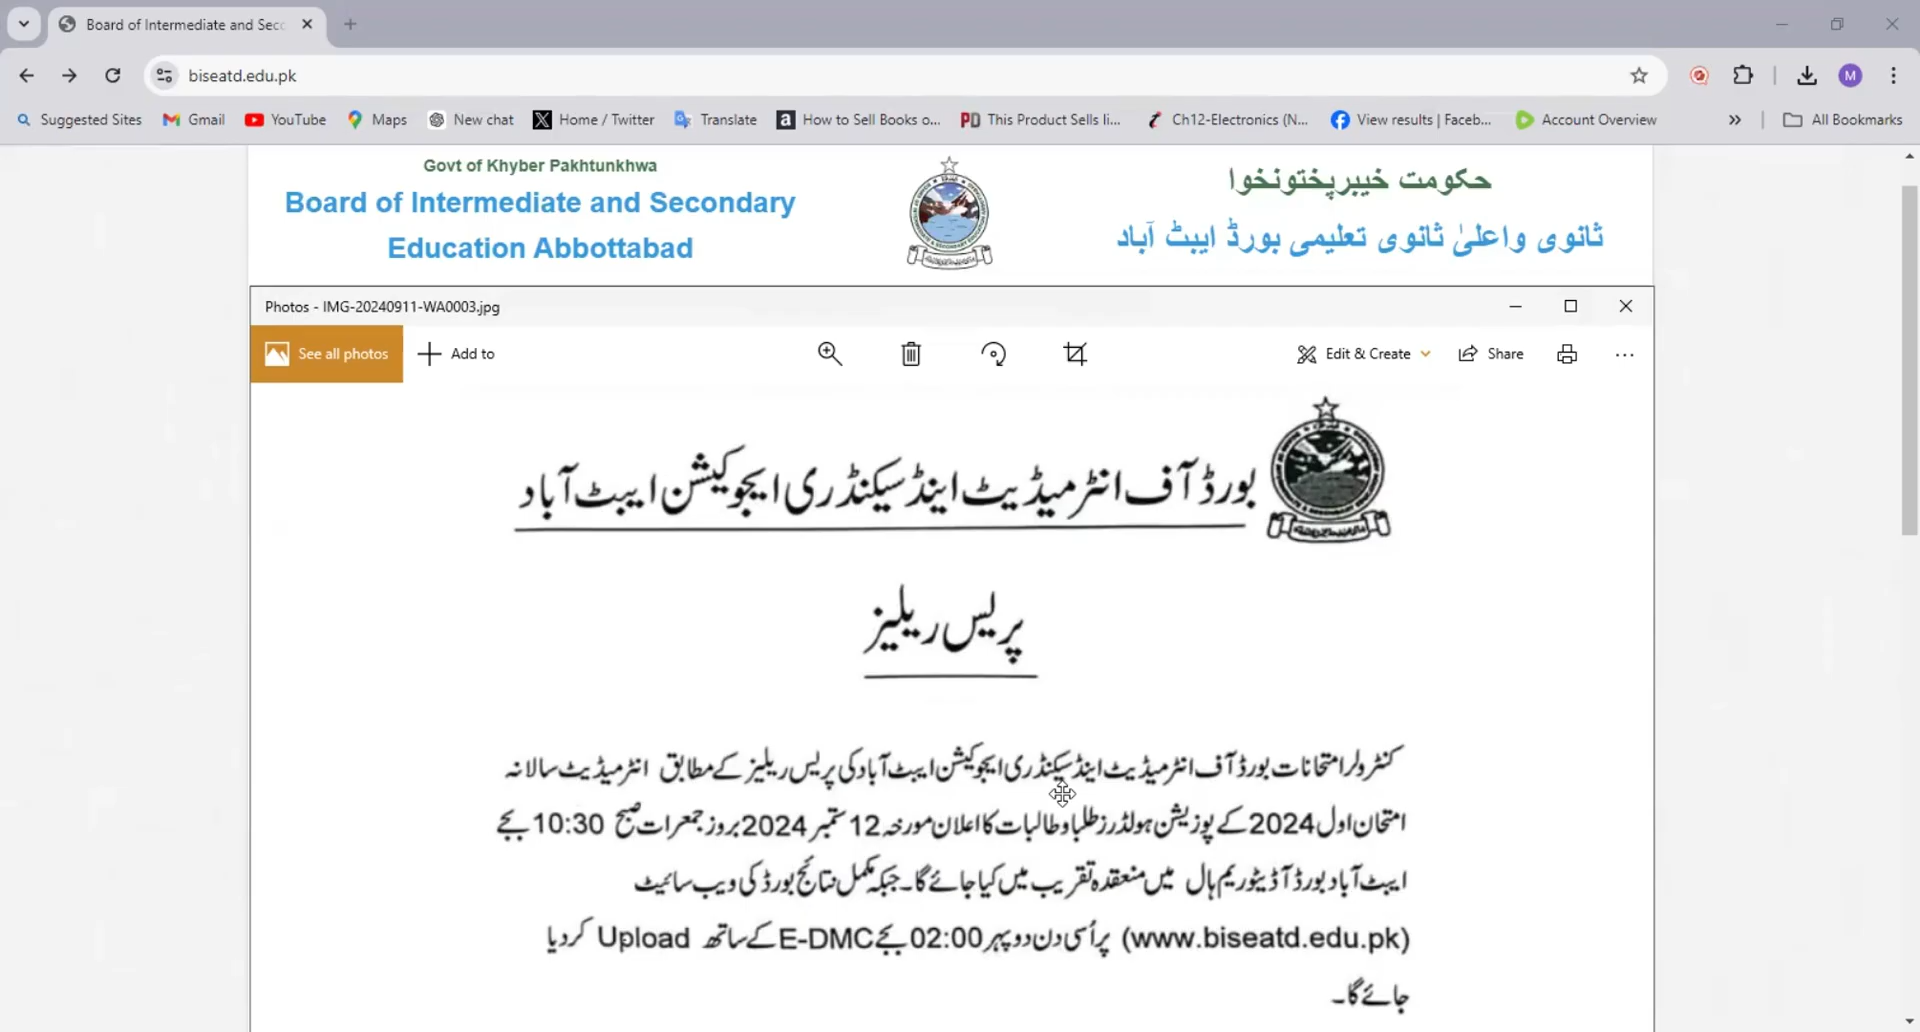 Board of Intermediate and Secc
biseatd.edu.pk
M
Suggested Sites
Gmail
YouTube
Maps
New chat
Home / Twitter
Translate
How to Sell Books o...
This Product Sells li...
Ch12-Electronics (N...
View results | Faceb...
Account Overview
All Bookmarks
Govt of Khyber Pakhtunkhwa
Board of Intermediate and Secondary
Education Abbottabad
حکومت خیبرپختونخوا
ثانوی واعلیٰ ثانوی تعلیمی بورڈ ایبٹ آباد
Photos - IMG-20240911-WA0003.jpg
See all photos
Add to
Edit & Create
Share
بورڈ آف انٹرمیڈیٹ اینڈ سیکنڈری ایجوکیشن ایبٹ آباد
پریس ریلیز
کنٹرولر امتحانات بورڈ آف انٹرمیڈیٹ اینڈ سیکنڈری ایجوکیشن ایبٹ آباد کی پریس ریلیز کے مطابق انٹرمیڈیٹ سالانہ
امتحان اول 2024 کے پوزیشن ہولڈرز طلبا و طالبات کا اعلان مورخہ 12 ستمبر 2024 بروز جمعرات صبح 10:30 بجے
ایبٹ آباد بورڈ آڈیٹوریم ہال میں منعقدہ تقریب میں کیا جائے گا۔ جبکہ مکمل نتائج بورڈ کی ویب سائیٹ
(www.biseatd.edu.pk) پر اُسی دن دوپہر 02:00 بجے E-DMC کے ساتھ Upload کر دیا
جائے گا۔